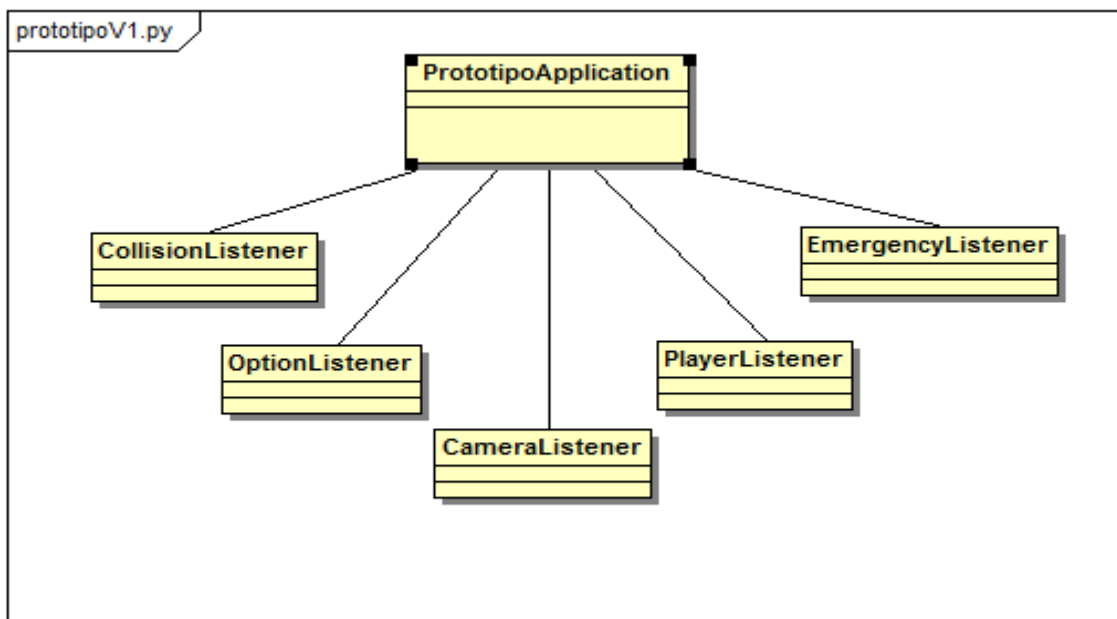 prototipoV1.py
PrototipoApplication
CollisionListener
EmergencyListener
OptionListener
PlayerListener
CameraListener